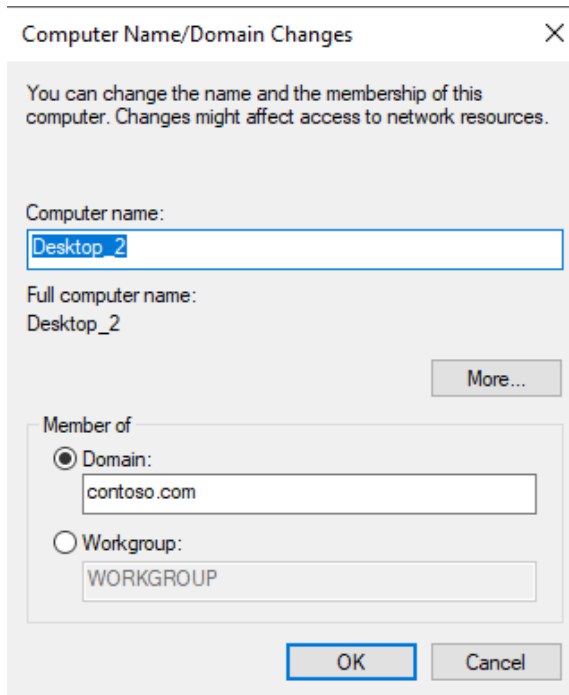 Computer Name/Domain Changes
You can change the name and the membership of this
computer. Changes might affect access to network resources.
Computer name:
Desktop_2
Full computer name:
Desktop_2
More...
Member of
Domain:
contoso.com
Workgroup:
WORKGROUP
OK Cancel